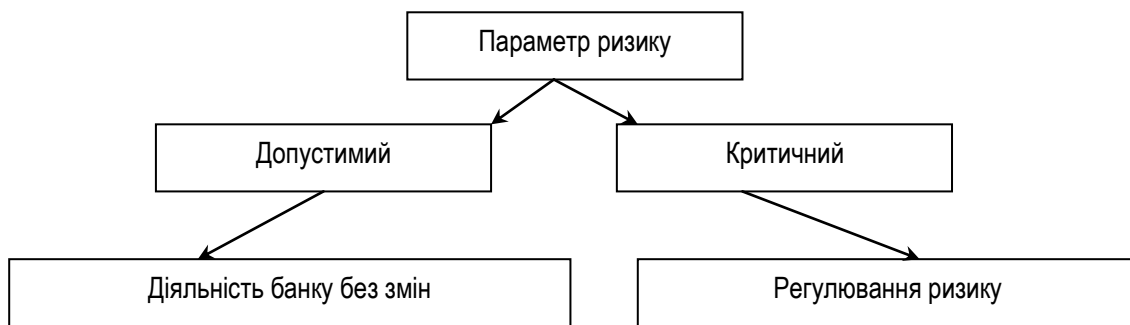 Параметр ризику
Допустимий
Критичний
Діяльність банку без змін
Регулювання ризику